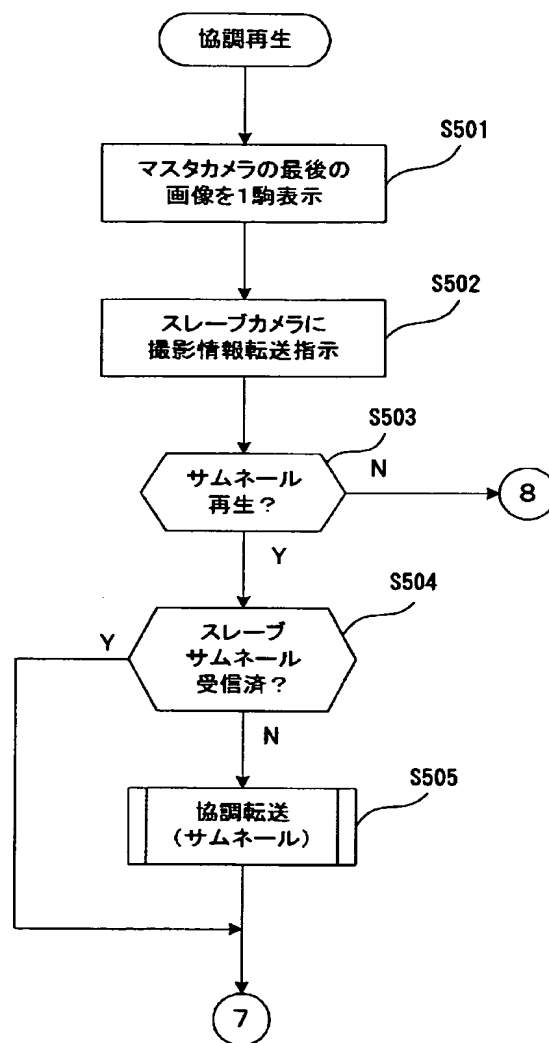 協調再生
S501
マスタカメラの最後の
画像を1駒表示
S502
スレーブカメラに
撮影情報転送指示
S503
サムネール
再生?
N
8
Y
S504
スレーブ
サムネール
受信済?
Y
N
S505
協調転送
(サムネール)
7